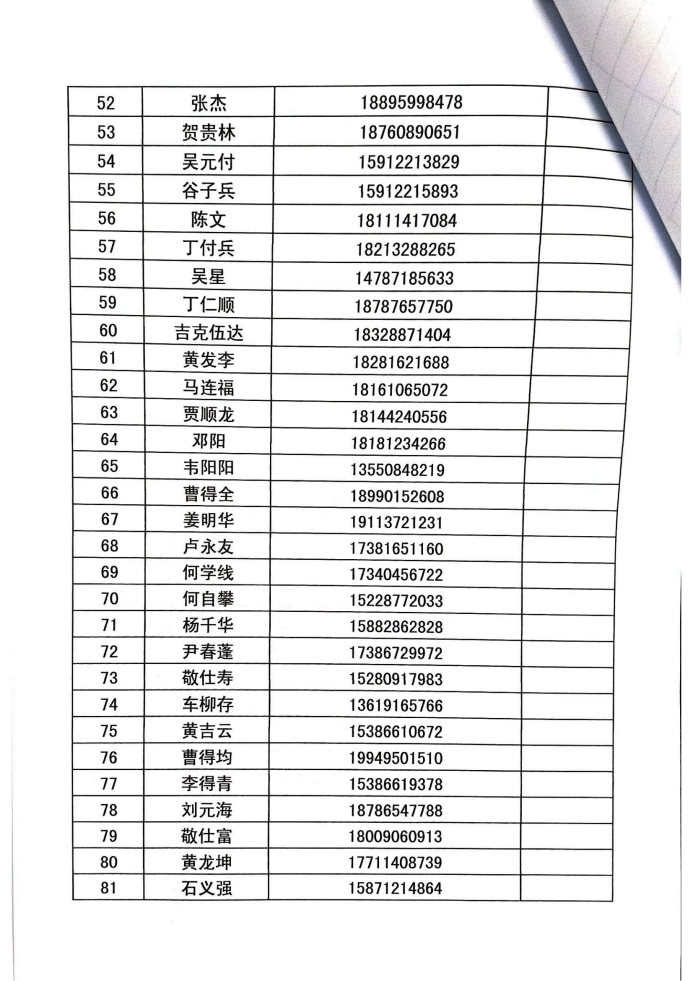 52 张杰 18895998478
53 贺贵林 18760890651
54 吴元付 15912213829
55 谷子兵 15912215893
56 陈文 18111417084
57 丁付兵 18213288265
58 吴星 14787185633
59 丁仁顺 18787657750
60 吉克伍达 18328871404
61 黄发李 18281621688
62 马连福 18161065072
63 贾顺龙 18144240556
64 邓阳 18181234266
65 韦阳阳 13550848219
66 曹得全 18990152608
67 姜明华 19113721231
68 卢永友 17381651160
69 何学线 17340456722
70 何自攀 15228772033
71 杨千华 15882862828
72 尹春蓬 17386729972
73 敬仕寿 15280917983
74 车柳存 13619165766
75 黄吉云 15386610672
76 曹得均 19949501510
77 李得青 15386619378
78 刘元海 18786547788
79 敬仕富 18009060913
80 黄龙坤 17711408739
81 石义强 15871214864